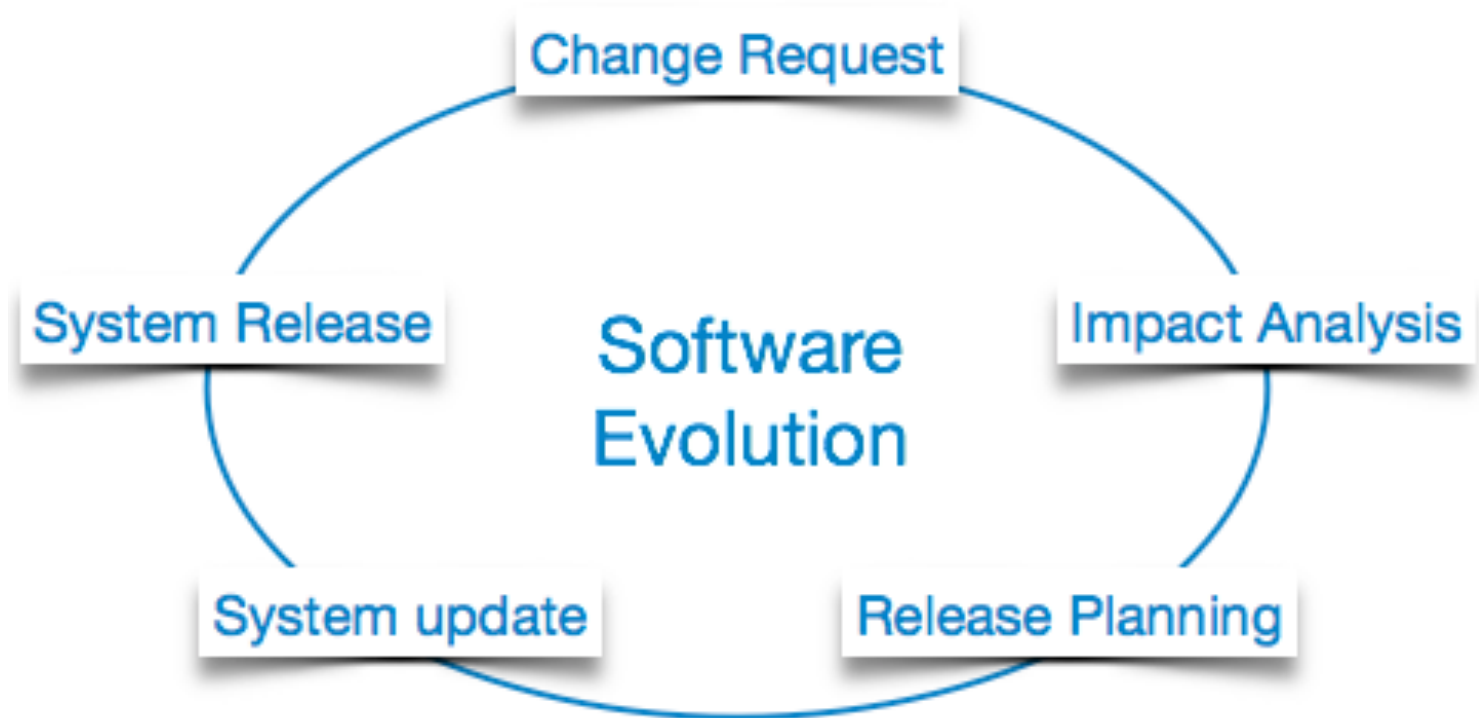 Change Request
System Release
Software
Evolution
Impact Analysis
System update
Release Planning